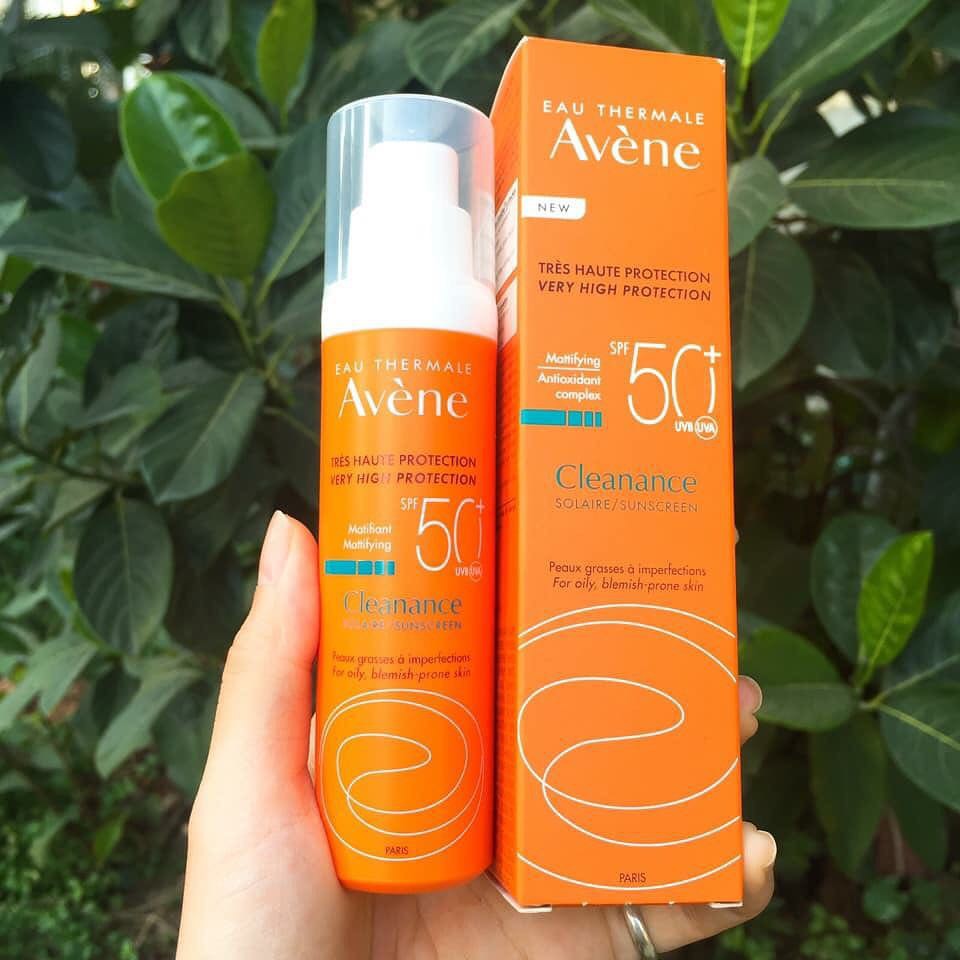 EAU THERMALE
Avène
TRÈS HAUTE PROTECTION
VERY HIGH PROTECTION
SPF 50+
Matifiant
Mattifying
UVB UVA
Cleanance
SOLAIRE/SUNSCREEN
Peaux grasses à imperfections
For oily, blemish-prone skin
PARIS
EAU THERMALE
Avène
NEW
TRÈS HAUTE PROTECTION
VERY HIGH PROTECTION
Mattifying
Antioxidant
complex
SPF 50+
UVB UVA
Cleanance
SOLAIRE/SUNSCREEN
Peaux grasses à imperfections
For oily, blemish-prone skin
PARIS